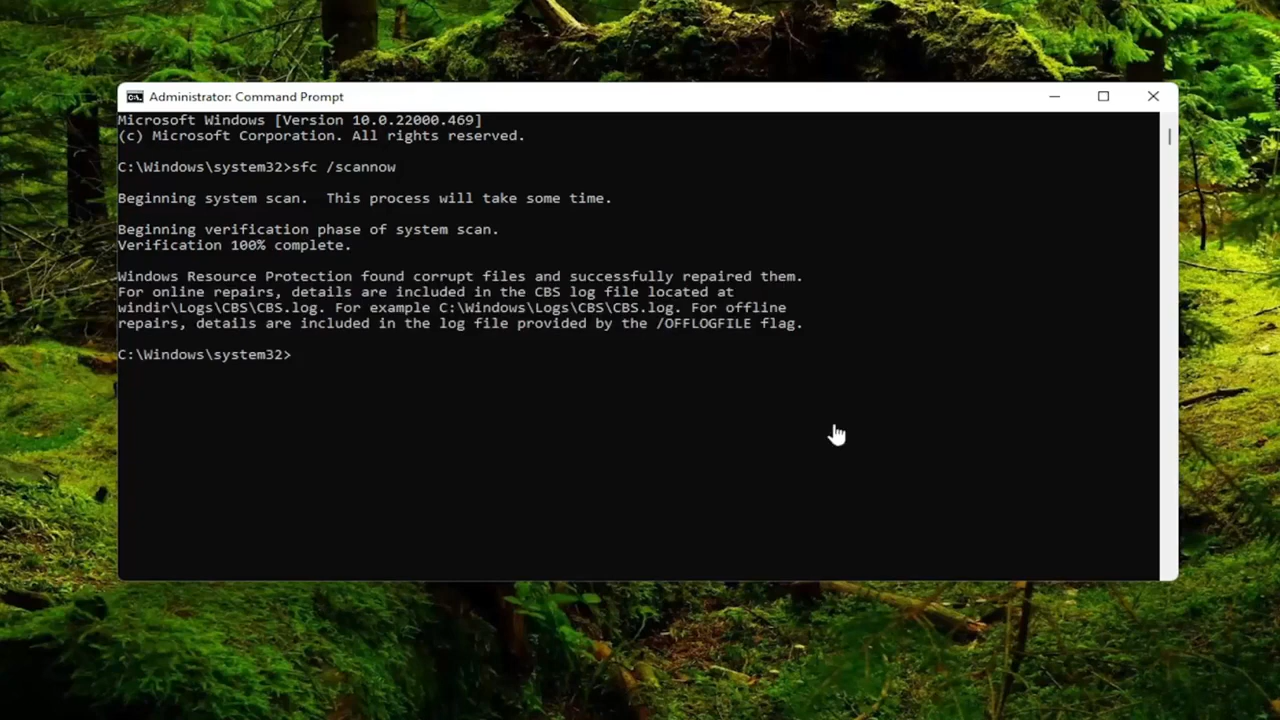 Administrator: Command Prompt
Microsoft Windows [Version 10.0.22000.469]
(c) Microsoft Corporation. All rights reserved.
C:\Windows\system32>sfc /scannow
Beginning system scan.  This process will take some time.
Beginning verification phase of system scan.
Verification 100% complete.
Windows Resource Protection found corrupt files and successfully repaired them.
For online repairs, details are included in the CBS log file located at
windir\Logs\CBS\CBS.log. For example C:\Windows\Logs\CBS\CBS.log. For offline
repairs, details are included in the log file provided by the /OFFLOGFILE flag.
C:\Windows\system32>